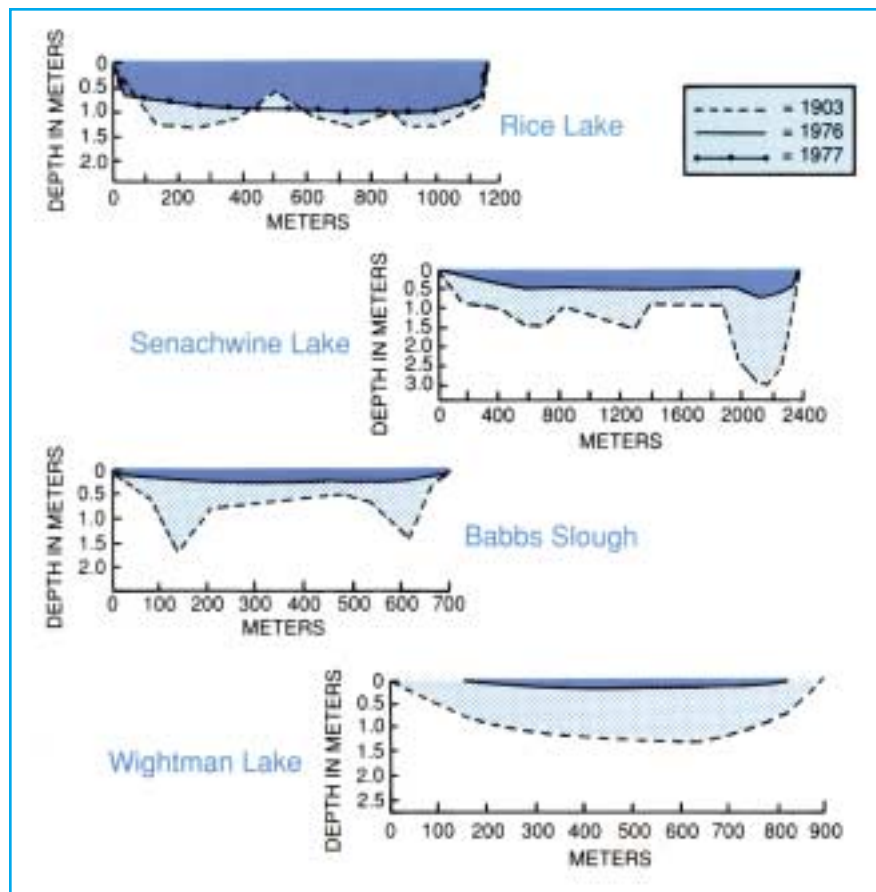 DEPTH IN METERS
0
0.5
1.0
1.5
2.0
0 200 400 500 800 1000 1200
METERS
Rice Lake
= 1903
= 1976
= 1977
Senachwine Lake
DEPTH IN METERS
0
0.5
1.0
1.5
2.0
2.5
3.0
0 400 800 1200 1600 2000 2400
METERS
DEPTH IN METERS
0
0.5
1.0
1.5
2.0
0 100 200 300 400 500 600 700
METERS
Babbs Slough
Wightman Lake
DEPTH IN METERS
0
0.5
1.0
1.5
2.0
2.5
0 100 200 300 400 500 600 700 800 900
METERS